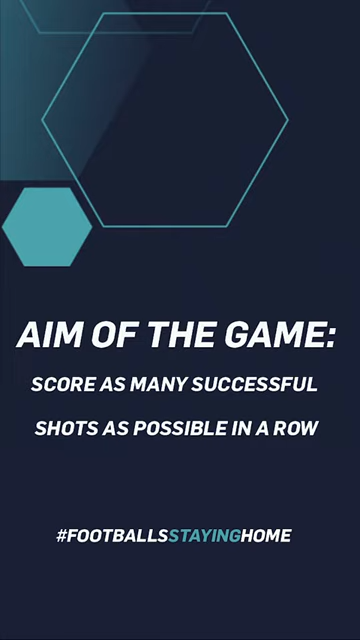 AIM OF THE GAME:
SCORE AS MANY SUCCESSFUL
SHOTS AS POSSIBLE IN A ROW
#FOOTBALLSSTAYINGHOME